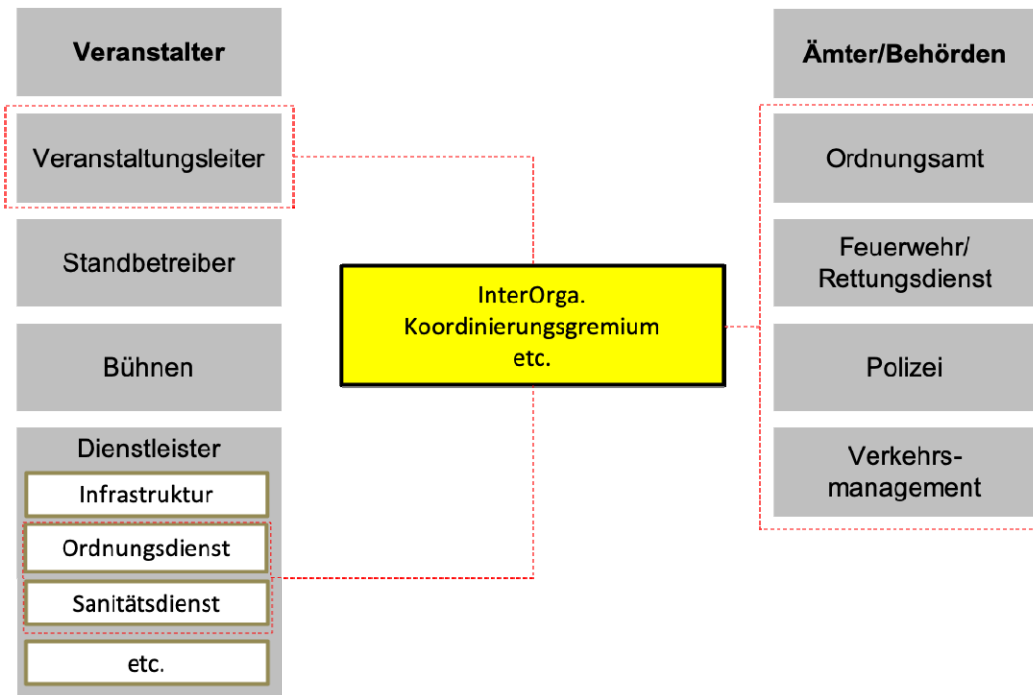 Veranstalter
Veranstaltungsleiter
Standbetreiber
Bühnen
Dienstleister
Infrastruktur
Ordnungsdienst
Sanitätsdienst
etc.
InterOrga.
Koordinierungsgremium
etc.
Ämter/Behörden
Ordnungsamt
Feuerwehr/
Rettungsdienst
Polizei
Verkehrs-
management